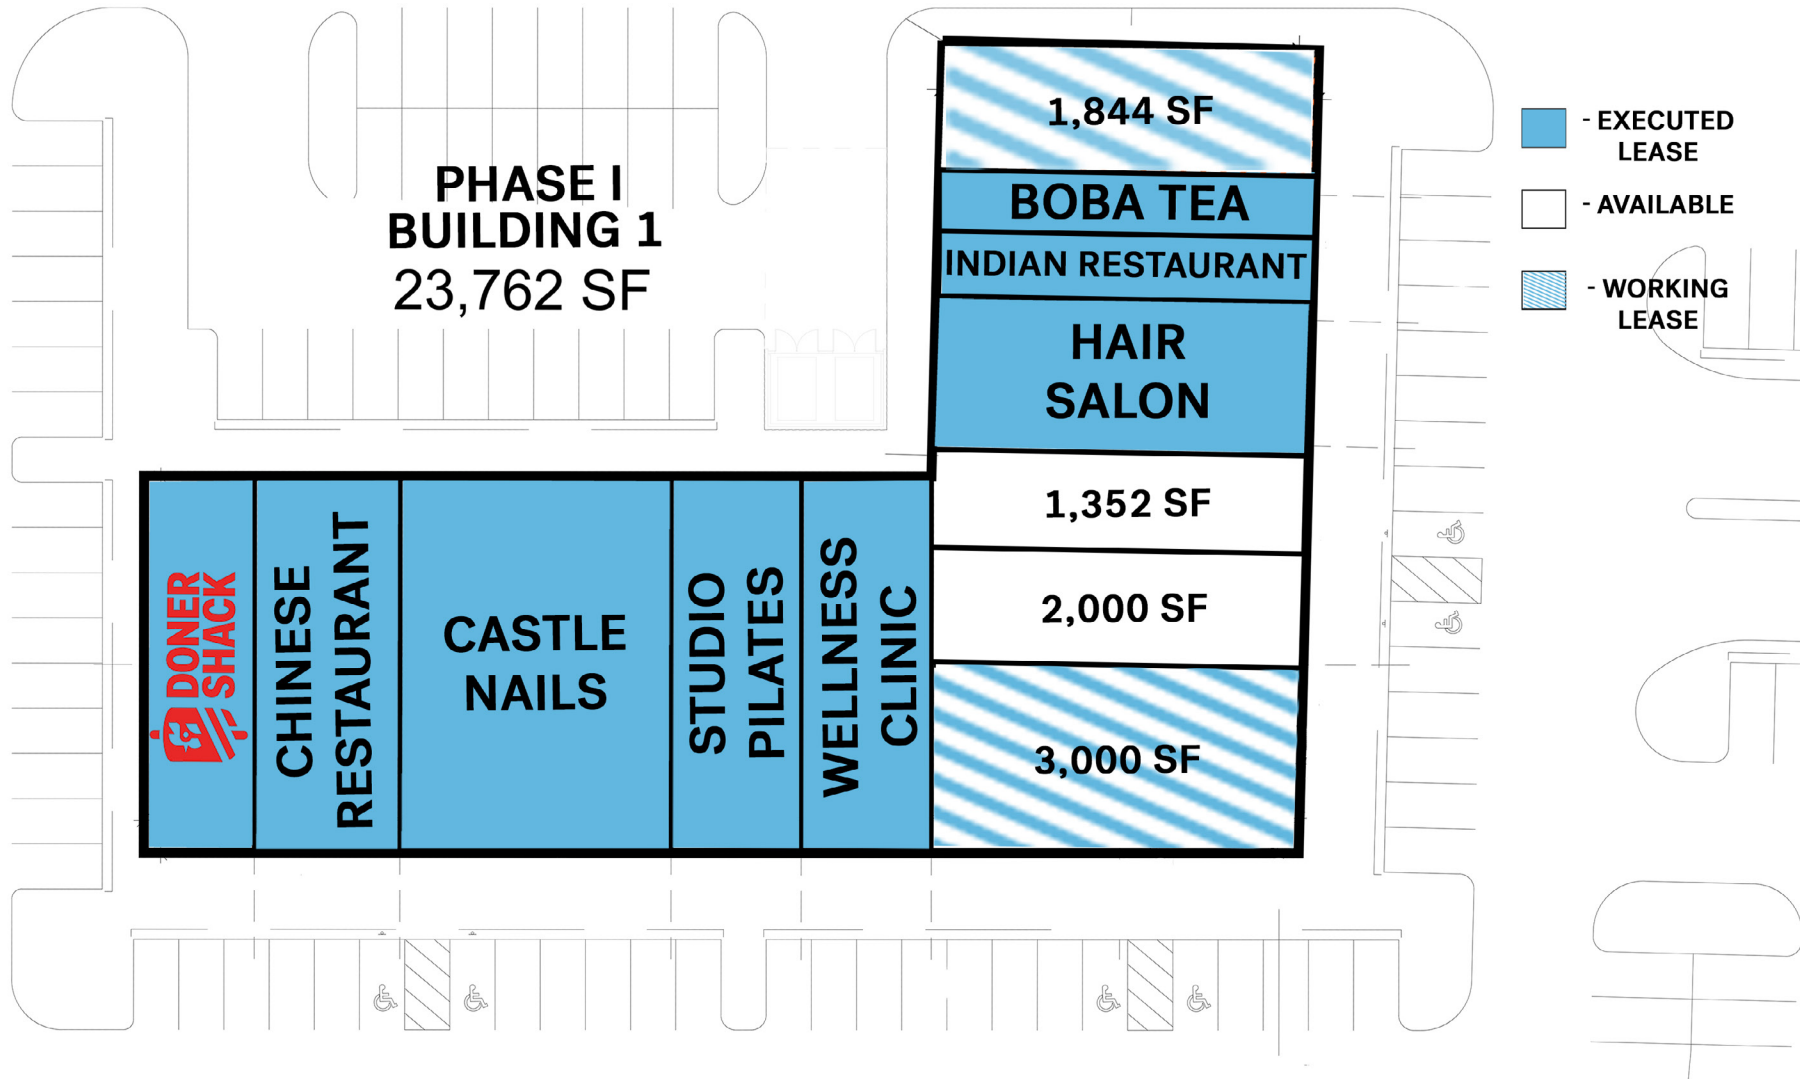 PHASE I
BUILDING 1
23,762 SF
1,844 SF
BOBA TEA
INDIAN RESTAURANT
HAIR
SALON
1,352 SF
2,000 SF
3,000 SF
DONER
SHACK
CHINESE
RESTAURANT
CASTLE
NAILS
STUDIO
PILATES
WELLNESS
CLINIC
- EXECUTED
LEASE
- AVAILABLE
- WORKING
LEASE